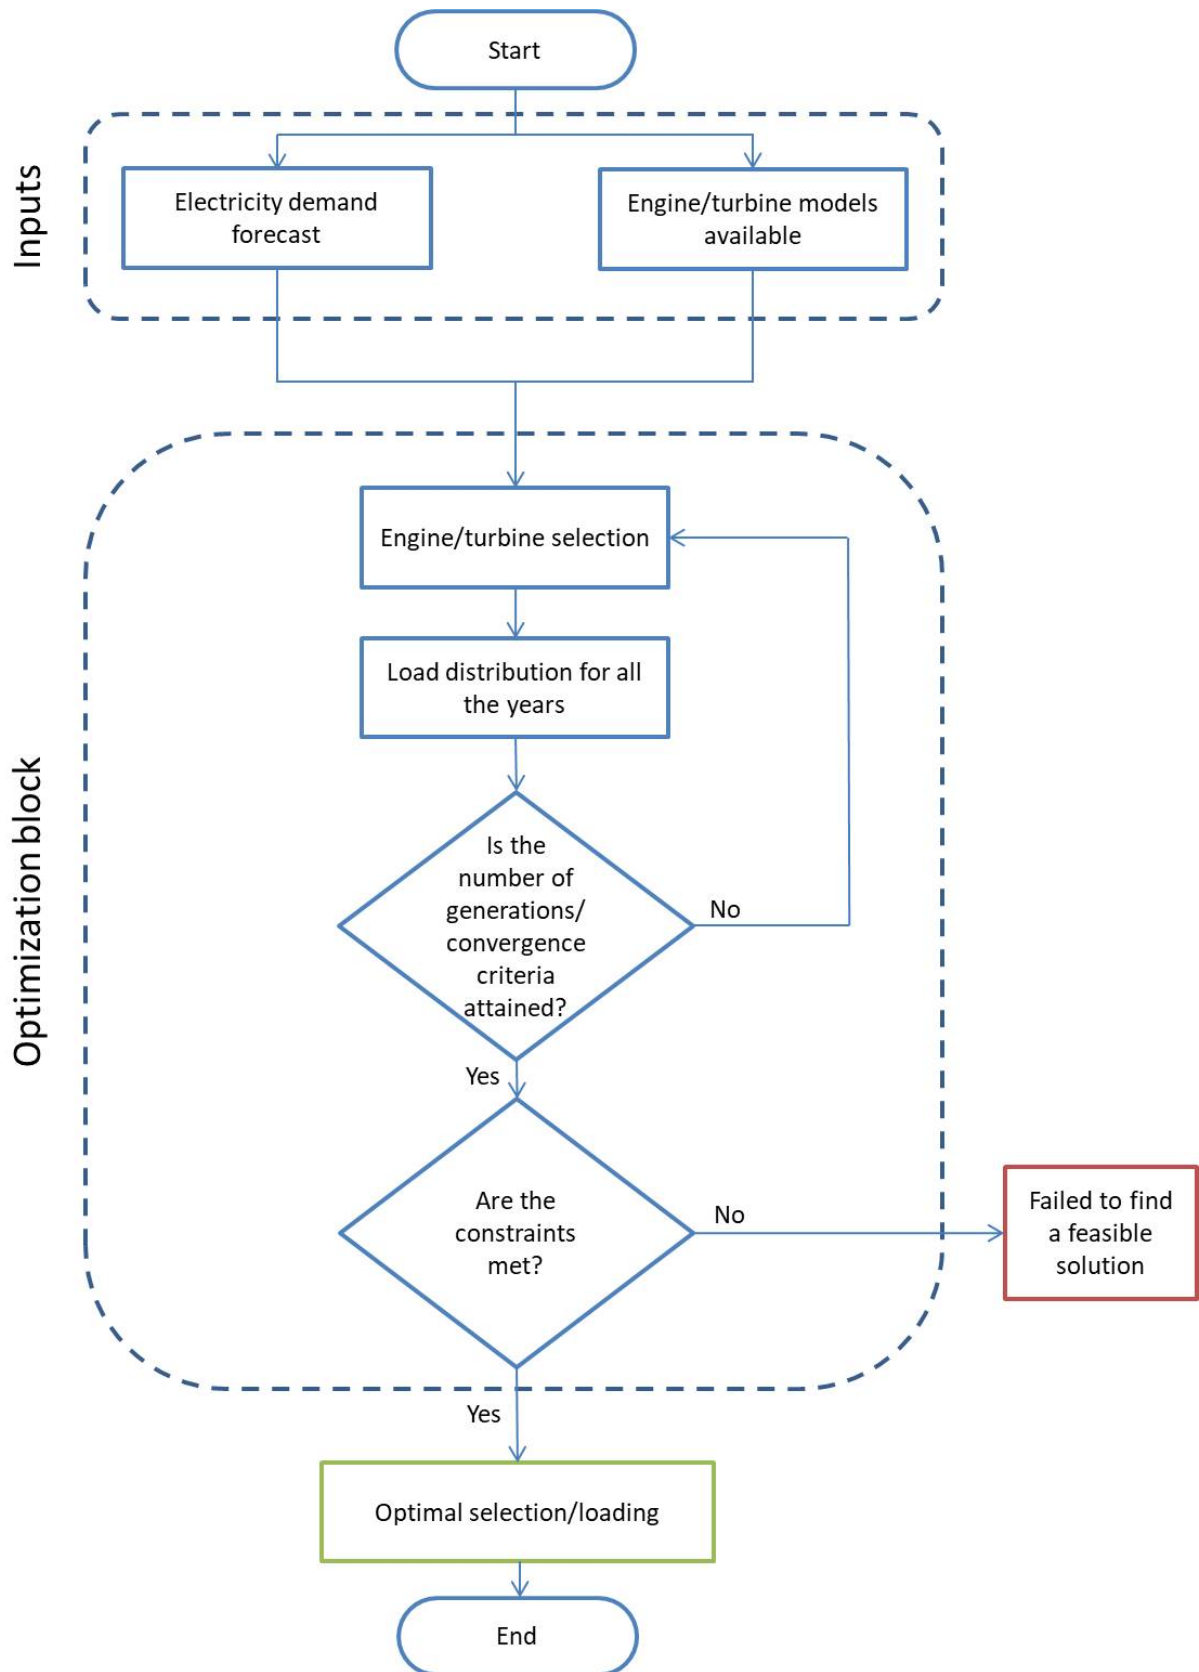 Start
Inputs
Electricity demand
forecast
Engine/turbine models
available
Optimization block
Engine/turbine selection
Load distribution for all
the years
Is the
number of
generations/
convergence
criteria
attained?
No
Yes
Are the
constraints
met?
No
Failed to find
a feasible
solution
Yes
Optimal selection/loading
End